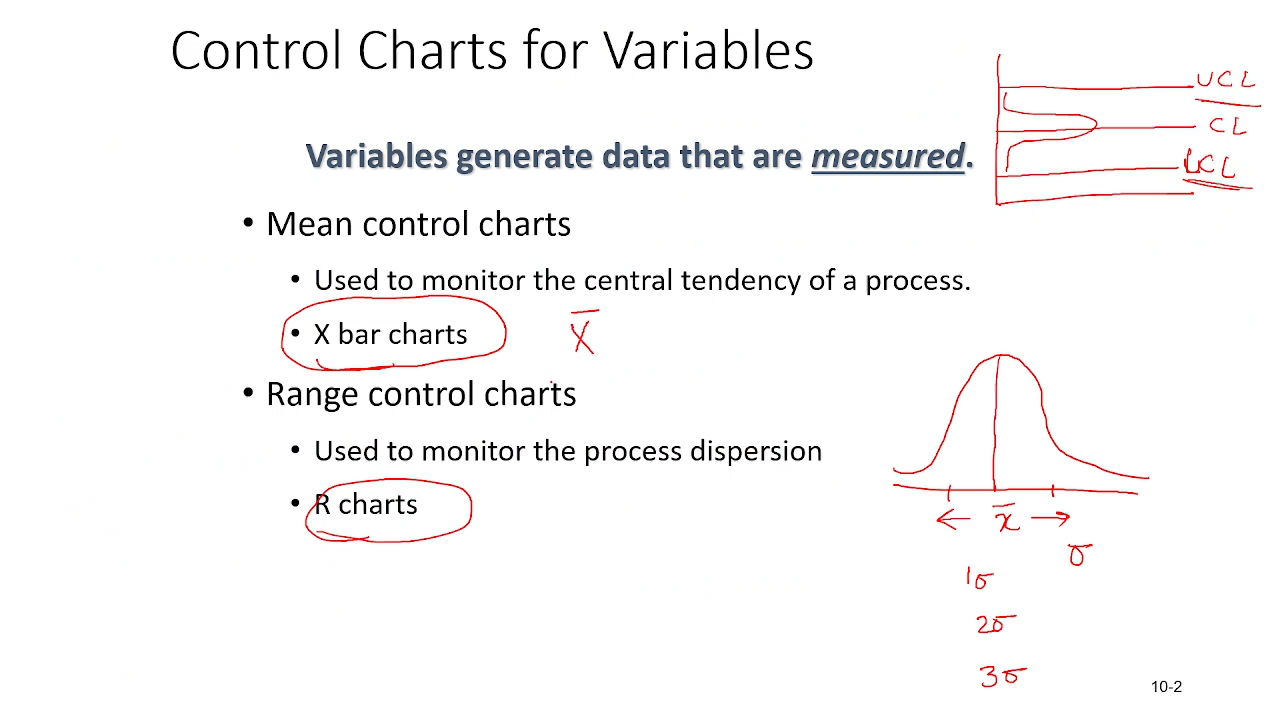 Control Charts for Variables
UCL
CL
LCL
Variables generate data that are measured.
• Mean control charts
• Used to monitor the central tendency of a process.
• X bar charts
X̅
• Range control charts
• Used to monitor the process dispersion
• R charts
x̅
σ
1σ
2σ
3σ
10-2